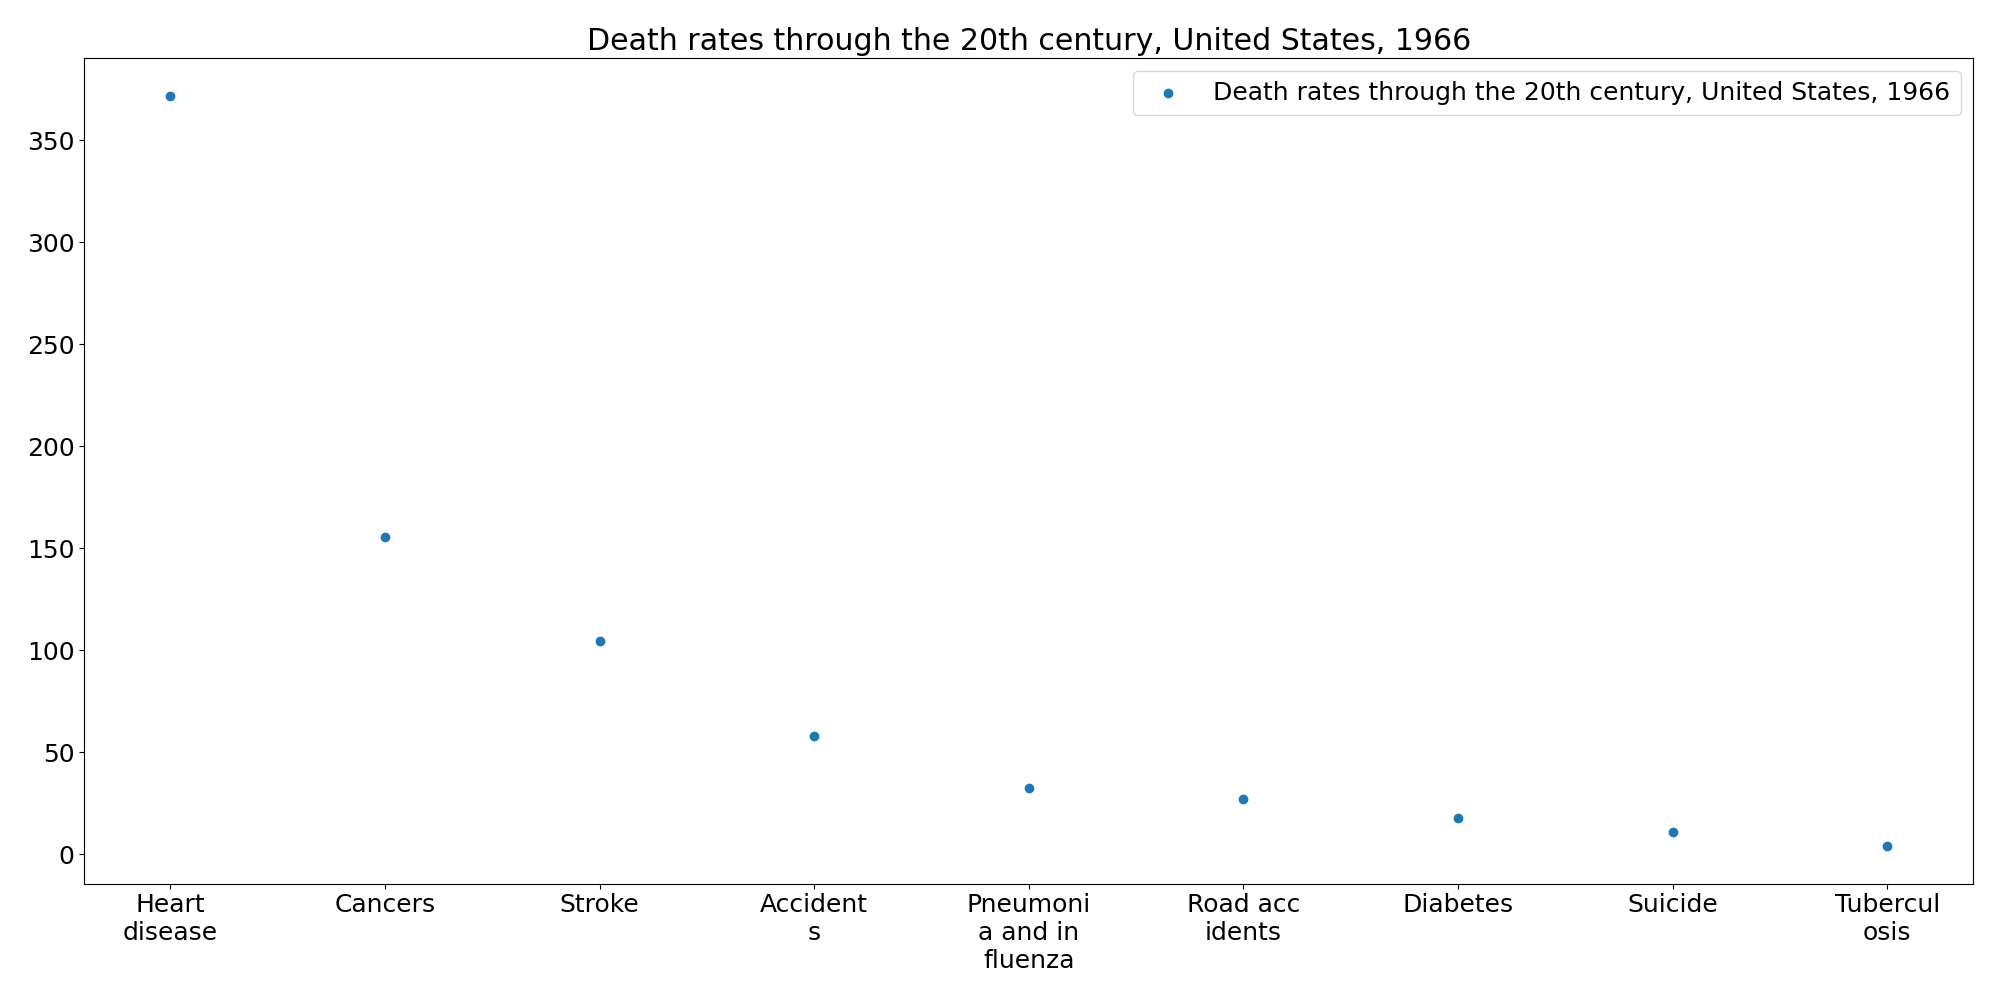 Death rates through the 20th century, United States, 1966
Death rates through the 20th century, United States, 1966
350
300
250
200
150
100
50
0
Heart
disease
Cancers
Stroke
Accident
s
Pneumoni
a and in
fluenza
Road acc
idents
Diabetes
Suicide
Tubercul
osis